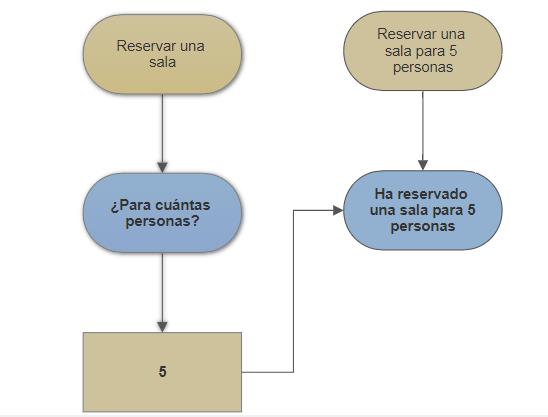 Reservar una
sala
Reservar una
sala para 5
personas
¿Para cuántas
personas?
Ha reservado
una sala para 5
personas
5